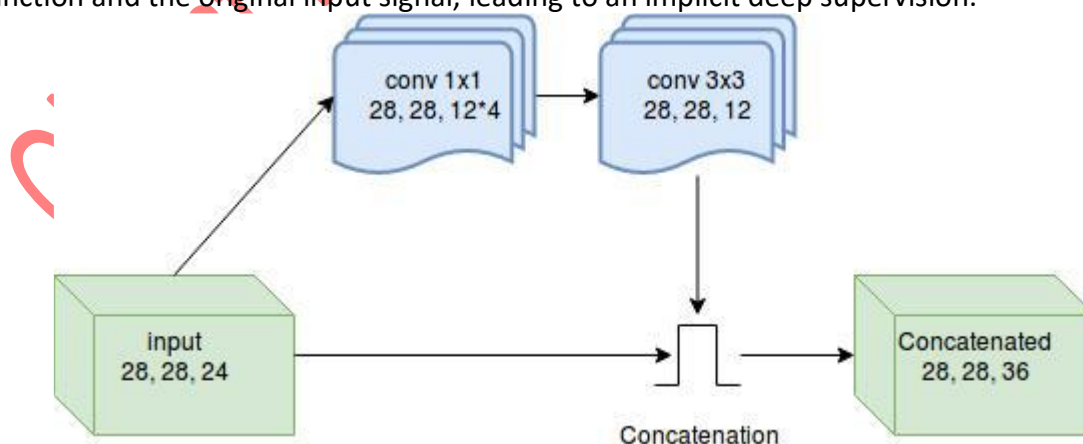 nction and the original input signal, leading to an implicit deep supervision.
conv 1x1
28, 28, 12*4
conv 3x3
28, 28, 12
input
28, 28, 24
Concatenated
28, 28, 36
Concatenation